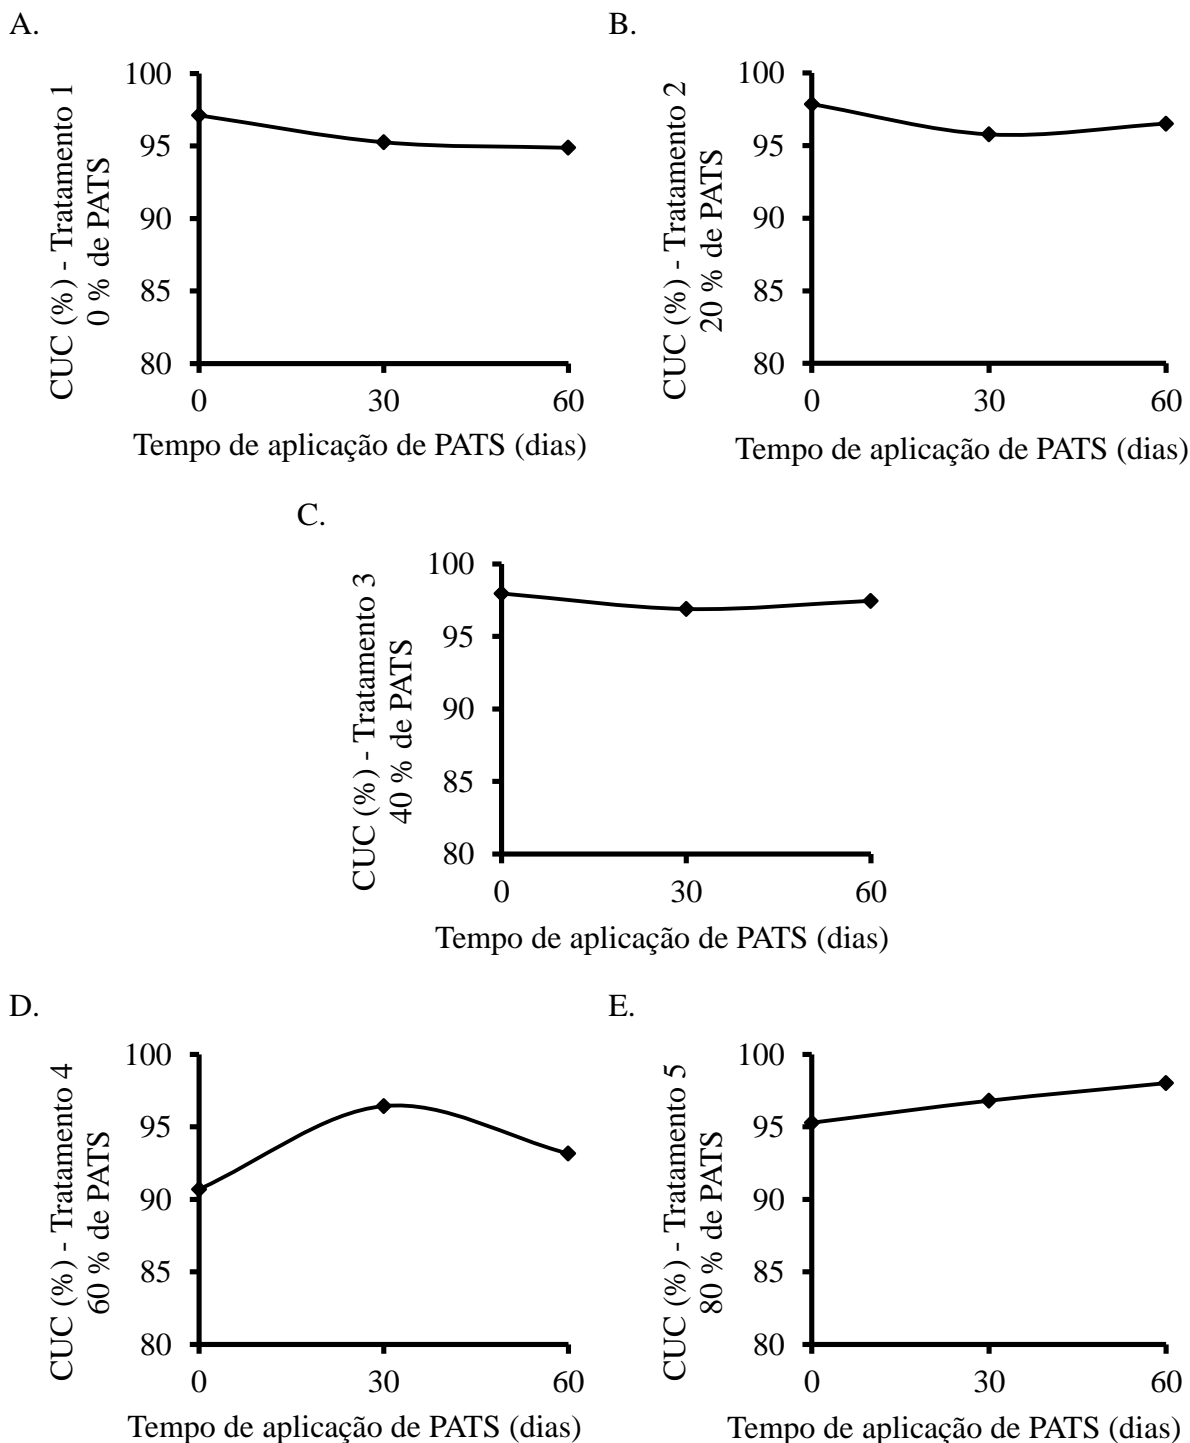 A.
CUC (%) - Tratamento 1
0 % de PATS
100
95
90
85
80
0 30 60
Tempo de aplicação de PATS (dias)
B.
CUC (%) - Tratamento 2
20 % de PATS
100
95
90
85
80
0 30 60
Tempo de aplicação de PATS (dias)
C.
CUC (%) - Tratamento 3
40 % de PATS
100
95
90
85
80
0 30 60
Tempo de aplicação de PATS (dias)
D.
CUC (%) - Tratamento 4
60 % de PATS
100
95
90
85
80
0 30 60
Tempo de aplicação de PATS (dias)
E.
CUC (%) - Tratamento 5
80 % de PATS
100
95
90
85
80
0 30 60
Tempo de aplicação de PATS (dias)